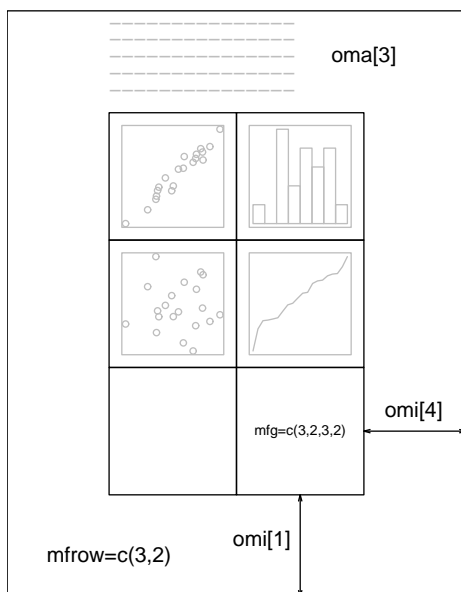 oma[3]
omi[4]
mfg=c(3,2,3,2)
omi[1]
mfrow=c(3,2)